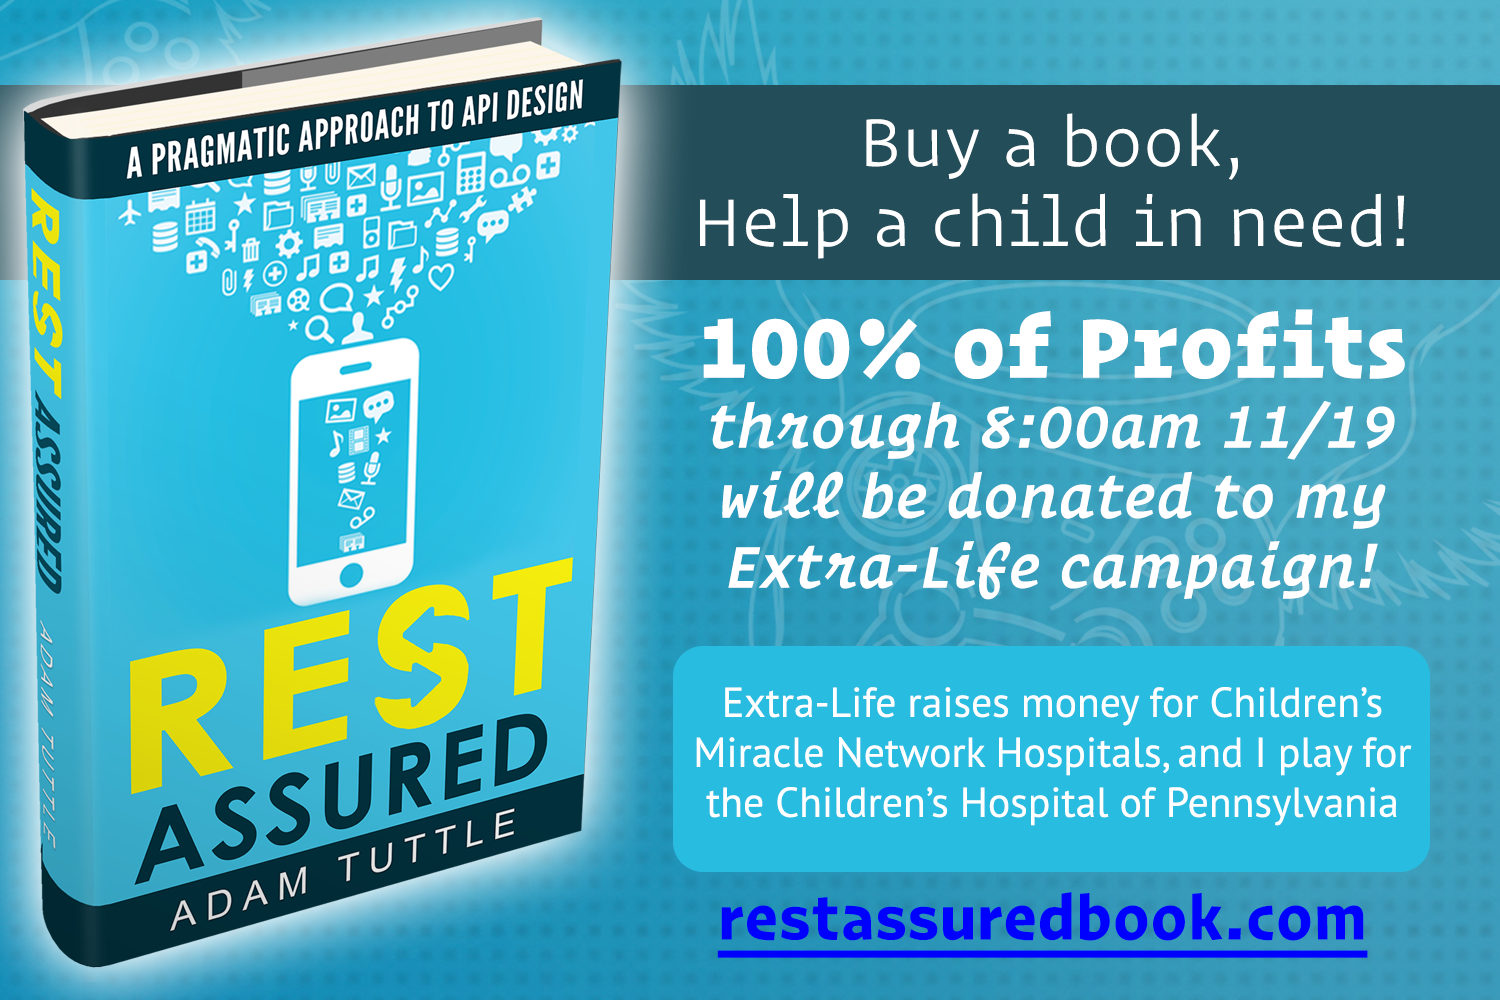 A PRAGMATIC APPROACH TO API DESIGN
REST ASSURED ADAM TUTTLE
REST
ASSURED
ADAM TUTTLE
Buy a book,
Help a child in need!
100% of Profits
through 8:00am 11/19
will be donated to my
Extra-Life campaign!
Extra-Life raises money for Children's
Miracle Network Hospitals, and I play for
the Children's Hospital of Pennsylvania
restassuredbook.com